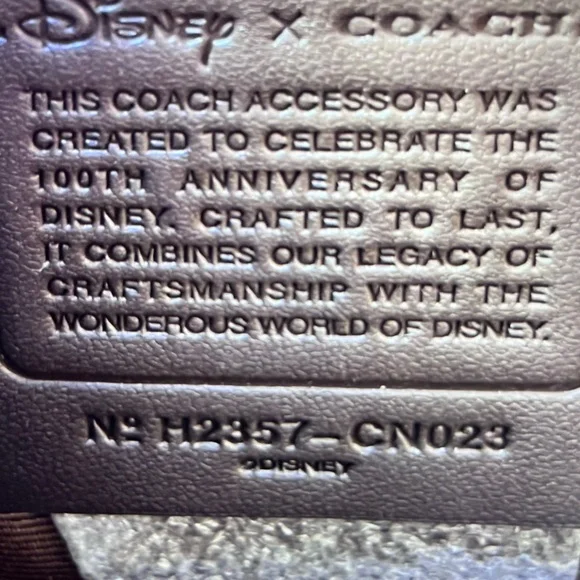 Disney X COACH
THIS COACH ACCESSORY WAS
CREATED TO CELEBRATE THE
100TH ANNIVERSARY OF
DISNEY. CRAFTED TO LAST,
IT COMBINES OUR LEGACY OF
CRAFTSMANSHIP WITH THE
WONDEROUS WORLD OF DISNEY.
Nº H2357-CN023
©DISNEY